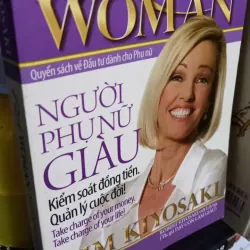 WOMAN
Quyển sách về Đầu tư dành cho Phụ nữ
NGƯỜI
PHỤ NỮ
GIÀU
Kiểm soát đồng tiền.
Quản lý cuộc đời!
Take charge of your money.
Take charge of your life!
KIYOSAKI